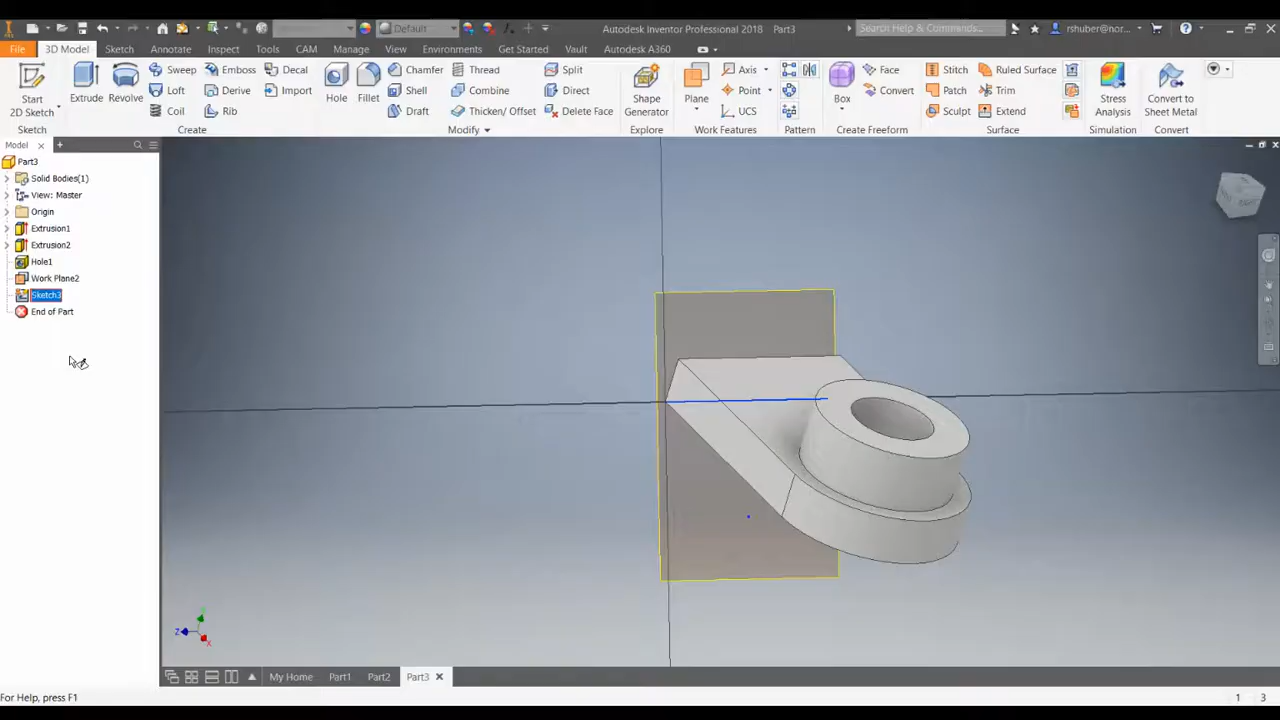 Default
Autodesk Inventor Professional 2018 Part3
Search Help & Commands...
rshuber@nor...
File 3D Model Sketch Annotate Inspect Tools CAM Manage View Environments Get Started Vault Autodesk A360
Start
2D Sketch
Extrude
Revolve
Sweep
Emboss
Decal
Loft
Derive
Import
Coil
Rib
Hole
Fillet
Chamfer
Thread
Split
Shell
Combine
Direct
Draft
Thicken/ Offset
Delete Face
Shape
Generator
Plane
Axis
Point
UCS
Box
Face
Convert
Stitch
Ruled Surface
Patch
Trim
Sculpt
Extend
Stress
Analysis
Convert to
Sheet Metal
Sketch Create Modify Explore Work Features Pattern Create Freeform Surface Simulation Convert
Model
Part3
Solid Bodies(1)
View: Master
Origin
Extrusion1
Extrusion2
Hole1
Work Plane2
Sketch3
End of Part
Z
X
My Home Part1 Part2 Part3
For Help, press F1
1 3